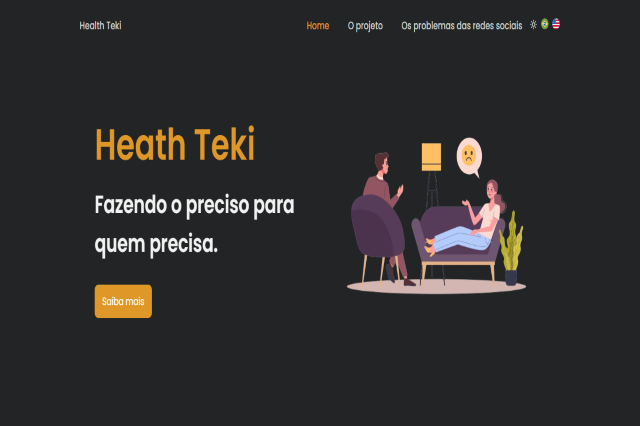 Health Teki
Home
O projeto
Os problemas das redes sociais
Heath Teki
Fazendo o preciso para
quem precisa.
Saiba mais